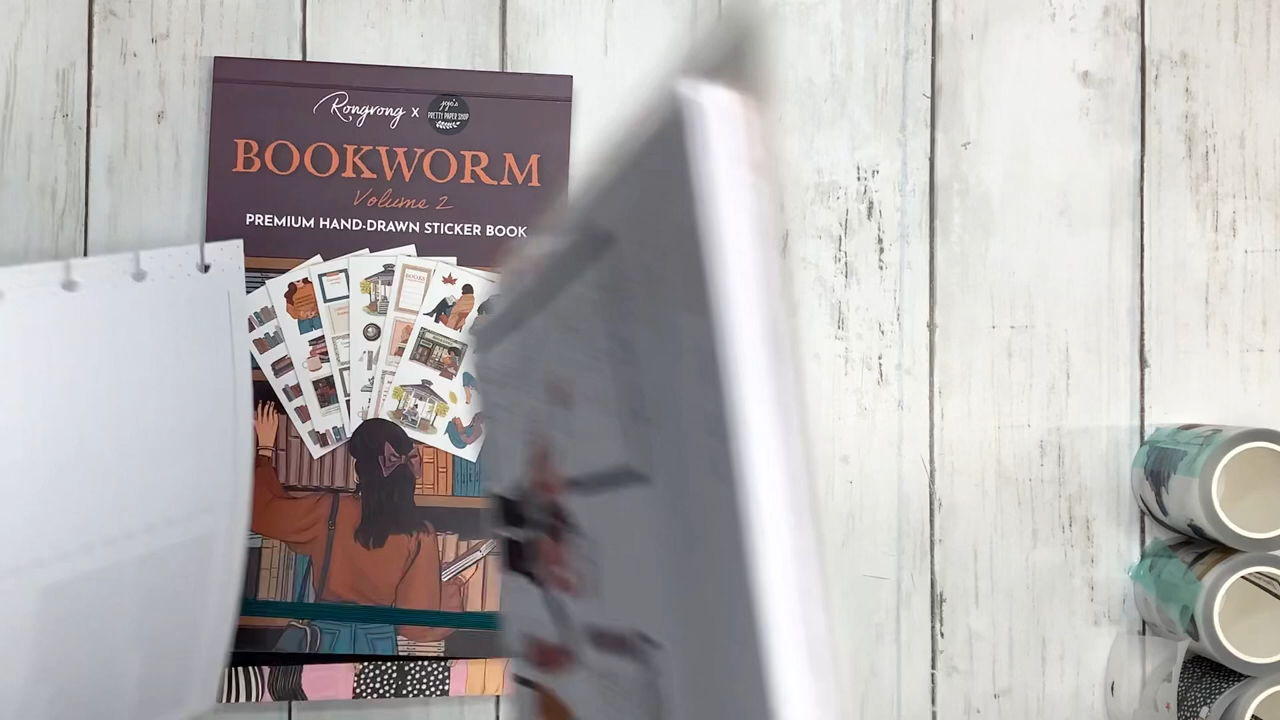 Rongrong x jojo's
PRETTY PAPER SHOP
BOOKWORM
Volume 2
PREMIUM HAND-DRAWN STICKER BOOK
BOOKS